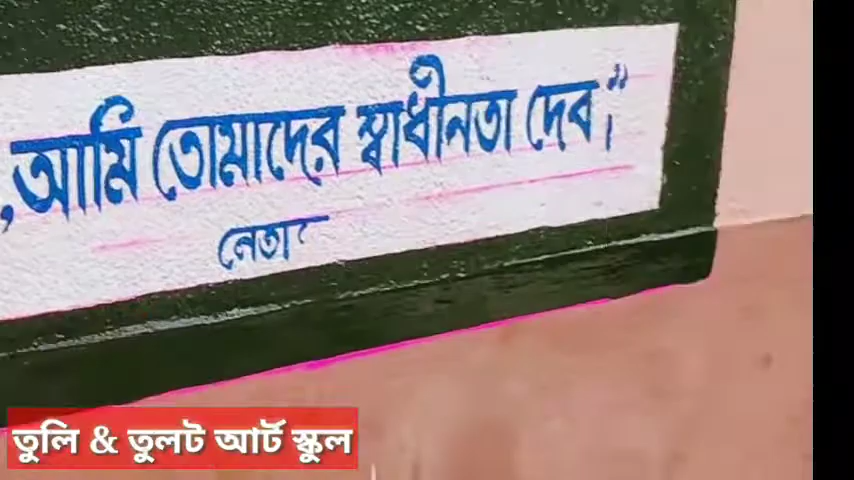 , আমি তোমাদের স্বাধীনতা দেব।"
নেতা
তুলি & তুলট আর্ট স্কুল